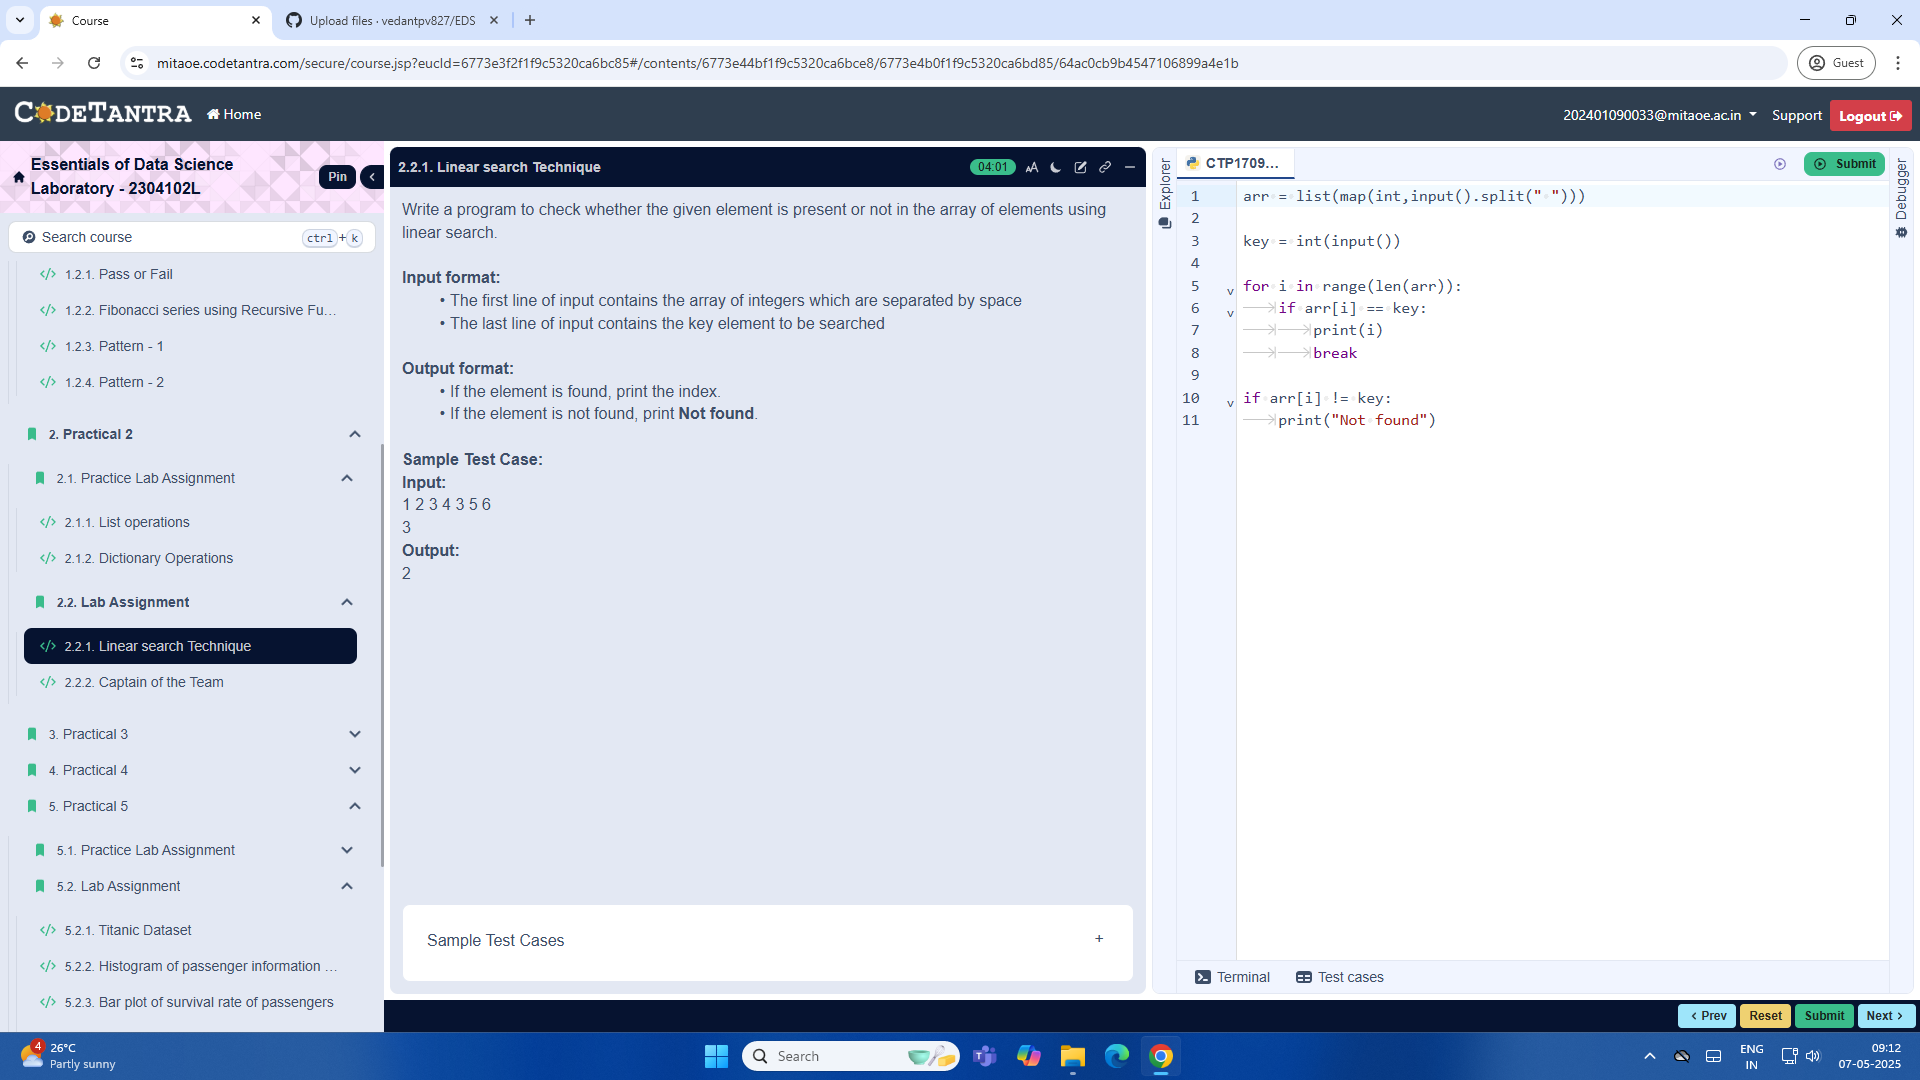 Course
Upload files · vedantpv827/EDS
mitaoe.codetantra.com/secure/course.jsp?eucId=6773e3f2f1f9c5320ca6bc85#/contents/6773e44bf1f9c5320ca6bce8/6773e4b0f1f9c5320ca6bd85/64ac0cb9b4547106899a4e1b
Guest
CODETANTRA
Home
202401090033@mitaoe.ac.in
Support
Logout
Essentials of Data Science
Laboratory - 2304102L
Pin
Search course
ctrl + k
1.2.1. Pass or Fail
1.2.2. Fibonacci series using Recursive Fu…
1.2.3. Pattern - 1
1.2.4. Pattern - 2
2. Practical 2
2.1. Practice Lab Assignment
2.1.1. List operations
2.1.2. Dictionary Operations
2.2. Lab Assignment
2.2.1. Linear search Technique
2.2.2. Captain of the Team
3. Practical 3
4. Practical 4
5. Practical 5
5.1. Practice Lab Assignment
5.2. Lab Assignment
5.2.1. Titanic Dataset
5.2.2. Histogram of passenger information …
5.2.3. Bar plot of survival rate of passengers
2.2.1. Linear search Technique
04:01
AA
Write a program to check whether the given element is present or not in the array of elements using
linear search.
Input format:
• The first line of input contains the array of integers which are separated by space
• The last line of input contains the key element to be searched
Output format:
• If the element is found, print the index.
• If the element is not found, print Not found.
Sample Test Case:
Input:
1 2 3 4 3 5 6
3
Output:
2
Sample Test Cases
+
Explorer
CTP1709...
Submit
Debugger
1 arr = list(map(int,input().split(" ")))
2
3 key = int(input())
4
5 for i in range(len(arr)):
6 if arr[i] == key:
7 print(i)
8 break
9
10 if arr[i] != key:
11 print("Not found")
Terminal
Test cases
< Prev
Reset
Submit
Next >
4
26°C
Partly sunny
Search
ENG
IN
09:12
07-05-2025